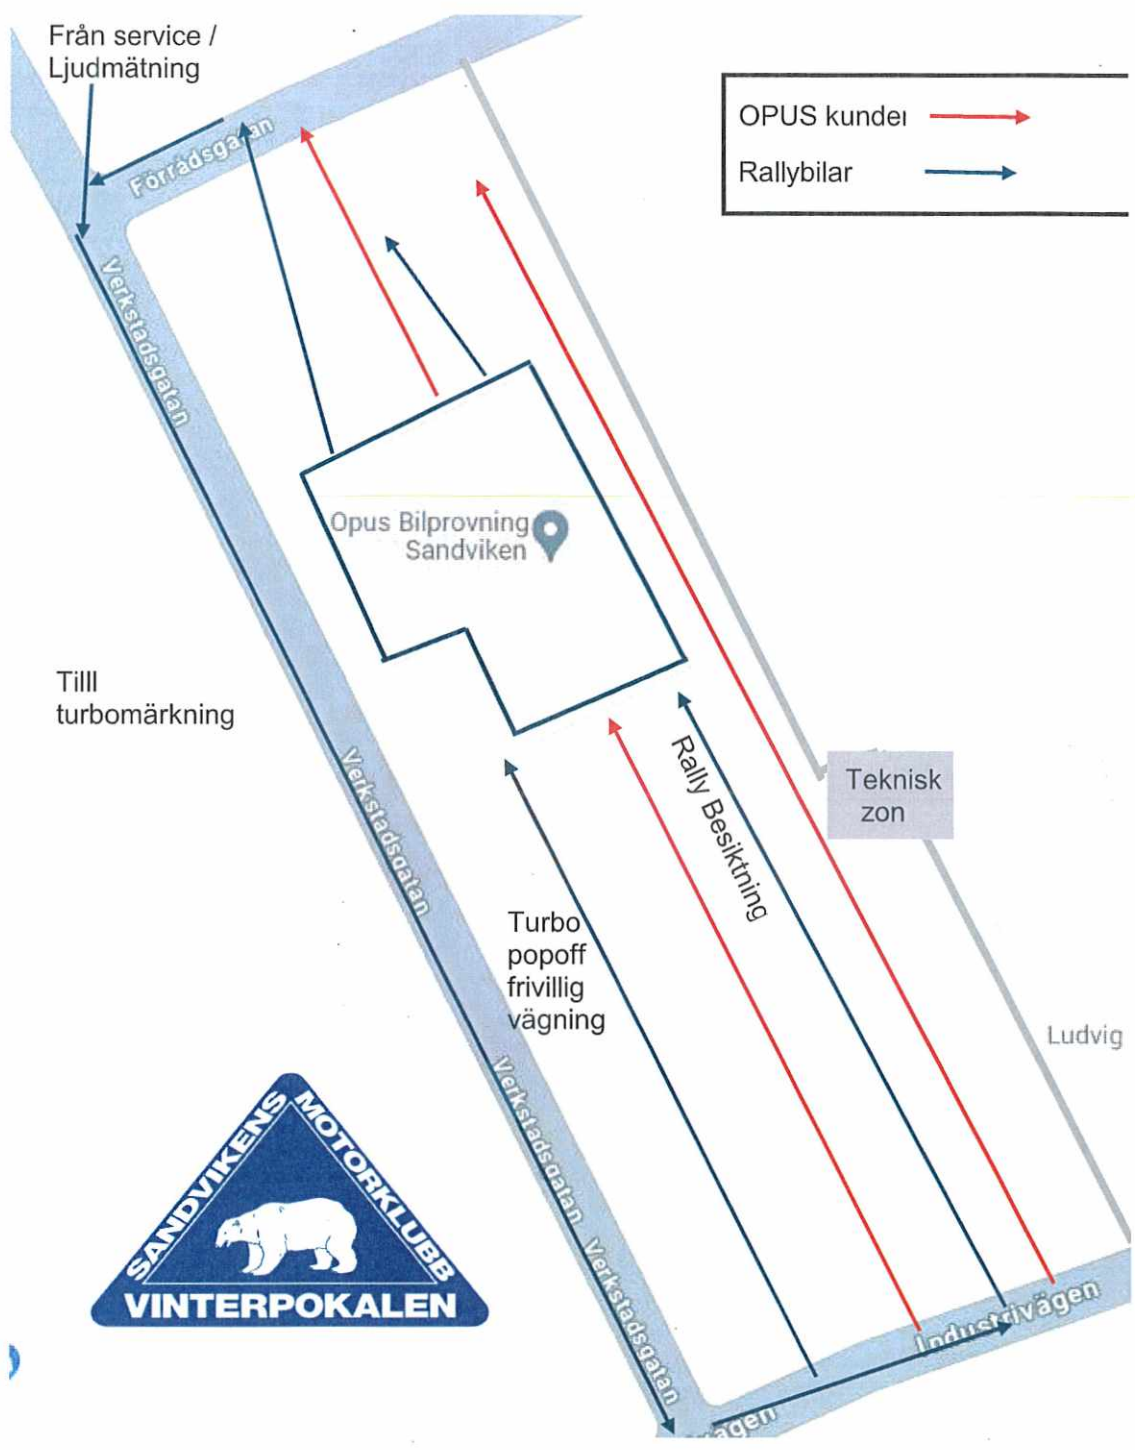 Från service /
Ljudmätning
OPUS kunder
Rallybilar
Förrådsgatan
Verkstadsgatan
Opus Bilprovning
Sandviken
Tilll
turbomärkning
Verkstadsgatan
Rally Besiktning
Teknisk
zon
Turbo
popoff
frivillig
vägning
Ludvig
Verkstadsgatan
SANDVIKENS
MOTORKLUBB
VINTERPOKALEN
Verkstadsgatan
Industrivägen
vägen